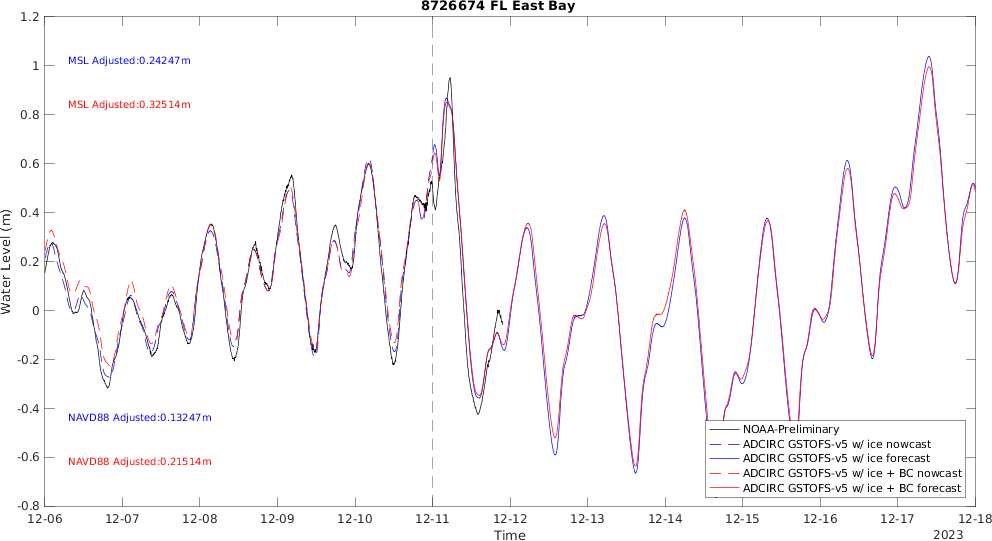 8726674 FL East Bay
1.2
1
0.8
0.6
0.4
0.2
0
-0.2
-0.4
-0.6
-0.8
Water Level (m)
MSL Adjusted:0.24247m
MSL Adjusted:0.32514m
NAVD88 Adjusted:0.13247m
NAVD88 Adjusted:0.21514m
NOAA-Preliminary
ADCIRC GSTOFS-v5 w/ ice nowcast
ADCIRC GSTOFS-v5 w/ ice forecast
ADCIRC GSTOFS-v5 w/ ice + BC nowcast
ADCIRC GSTOFS-v5 w/ ice + BC forecast
12-06 12-07 12-08 12-09 12-10 12-11 12-12 12-13 12-14 12-15 12-16 12-17 12-18
Time
2023